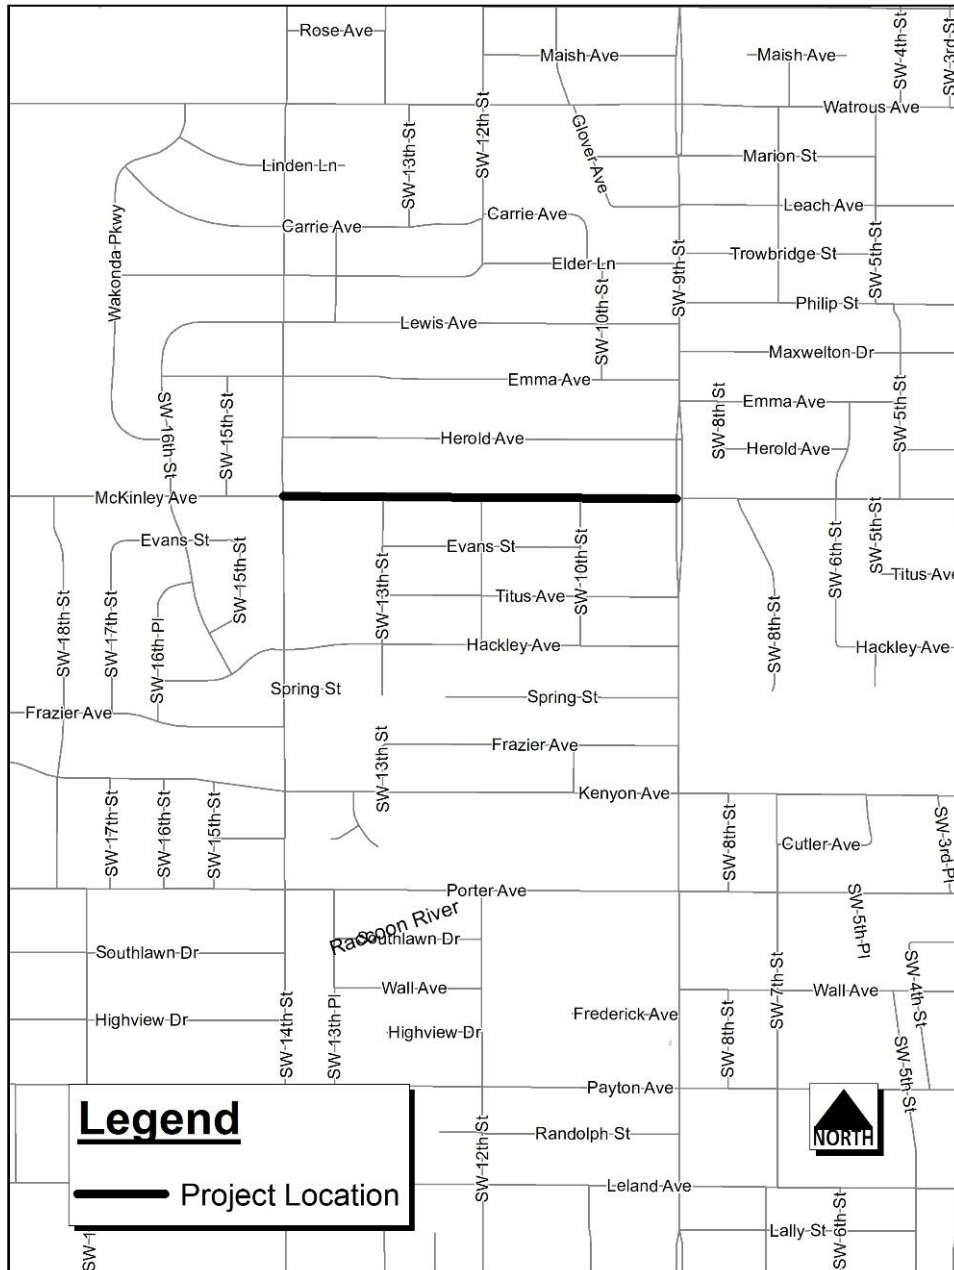 Rose Ave
Maish Ave
Maish Ave
SW 4th St
SW 3rd St
Watrous Ave
SW 13th St
SW 12th St
Glover Ave
Linden Ln
Marion St
Wakonda Pkwy
Carrie Ave
Carrie Ave
Leach Ave
Elder Ln
SW 9th St
Trowbridge St
SW 5th St
SW 10th St
Philip St
Lewis Ave
Maxwelton Dr
Emma Ave
SW 16th St
SW 15th St
SW 8th St
Emma Ave
SW 5th St
Herold Ave
Herold Ave
McKinley Ave
Evans St
SW 15th St
Evans St
SW 10th St
SW 6th St
SW 5th St
Titus Ave
SW 18th St
SW 17th St
SW 16th Pl
SW 13th St
Titus Ave
SW 8th St
Hackley Ave
Hackley Ave
Spring St
Spring St
Frazier Ave
SW 13th St
Frazier Ave
Kenyon Ave
SW 17th St
SW 16th St
SW 15th St
SW 8th St
Cutler Ave
SW 3rd Pl
Porter Ave
Raccoon River
Southlawn Dr
Southlawn Dr
SW 5th Pl
SW 14th St
SW 13th Pl
Wall Ave
SW 7th St
Wall Ave
SW 4th St
Highview Dr
Highview Dr
Frederick Ave
SW 8th St
SW 5th St
Payton Ave
Legend
NORTH
SW 12th St
Randolph St
Project Location
Leland Ave
SW 1
Lally St
SW 6th St